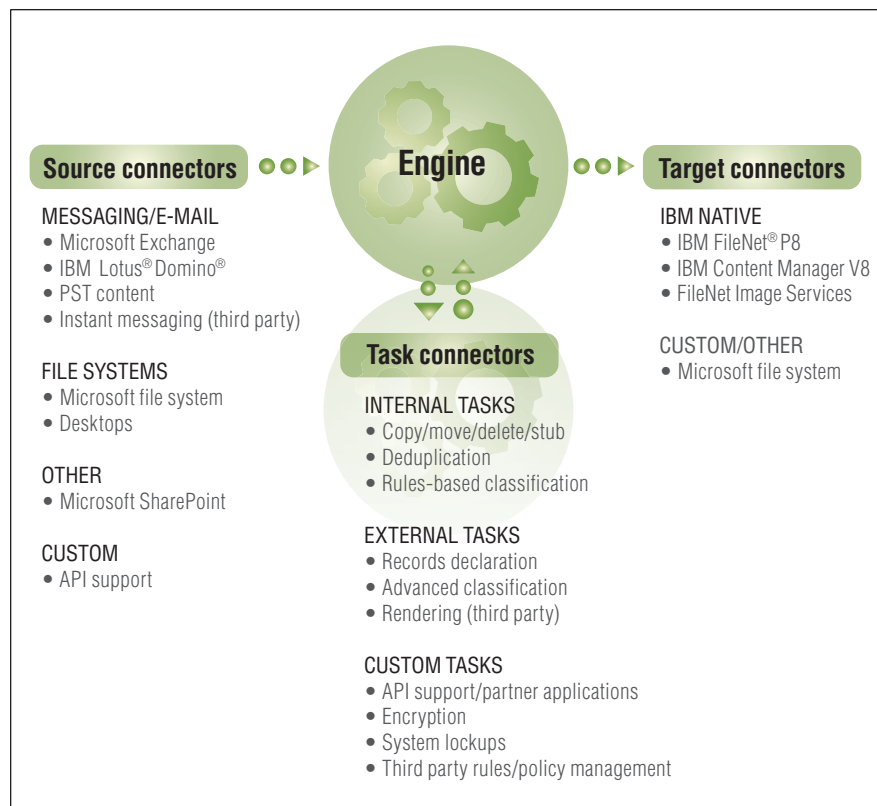 Engine
Source connectors
MESSAGING/E-MAIL
• Microsoft Exchange
• IBM Lotus® Domino®
• PST content
• Instant messaging (third party)
FILE SYSTEMS
• Microsoft file system
• Desktops
OTHER
• Microsoft SharePoint
CUSTOM
• API support
Task connectors
INTERNAL TASKS
• Copy/move/delete/stub
• Deduplication
• Rules-based classification
EXTERNAL TASKS
• Records declaration
• Advanced classification
• Rendering (third party)
CUSTOM TASKS
• API support/partner applications
• Encryption
• System lockups
• Third party rules/policy management
Target connectors
IBM NATIVE
• IBM FileNet® P8
• IBM Content Manager V8
• FileNet Image Services
CUSTOM/OTHER
• Microsoft file system